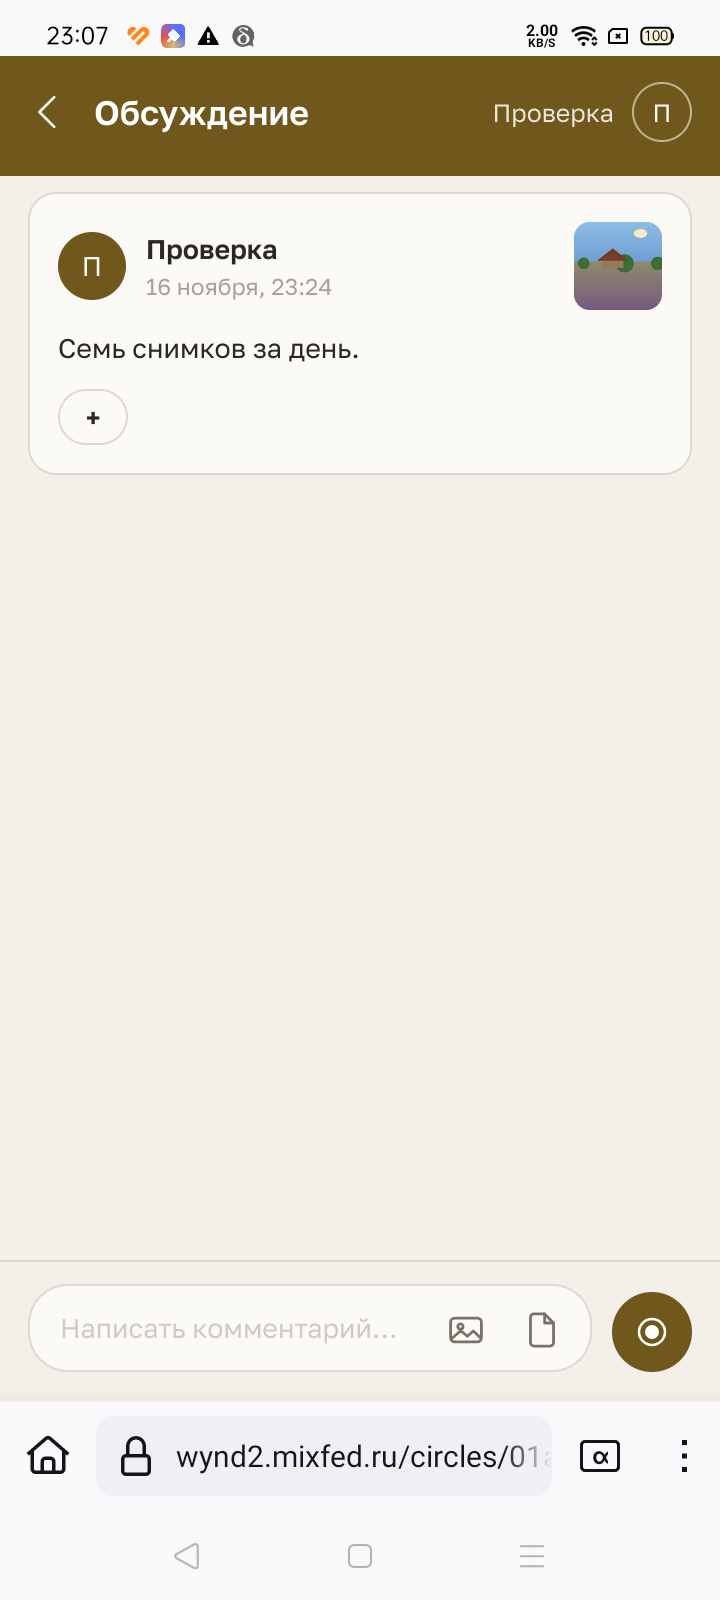 23:07
2.00
KB/S
100
Обсуждение
Проверка
П
П
Проверка
16 ноября, 23:24
Семь снимков за день.
+
Написать комментарий...
wynd2.mixfed.ru/circles/01
α